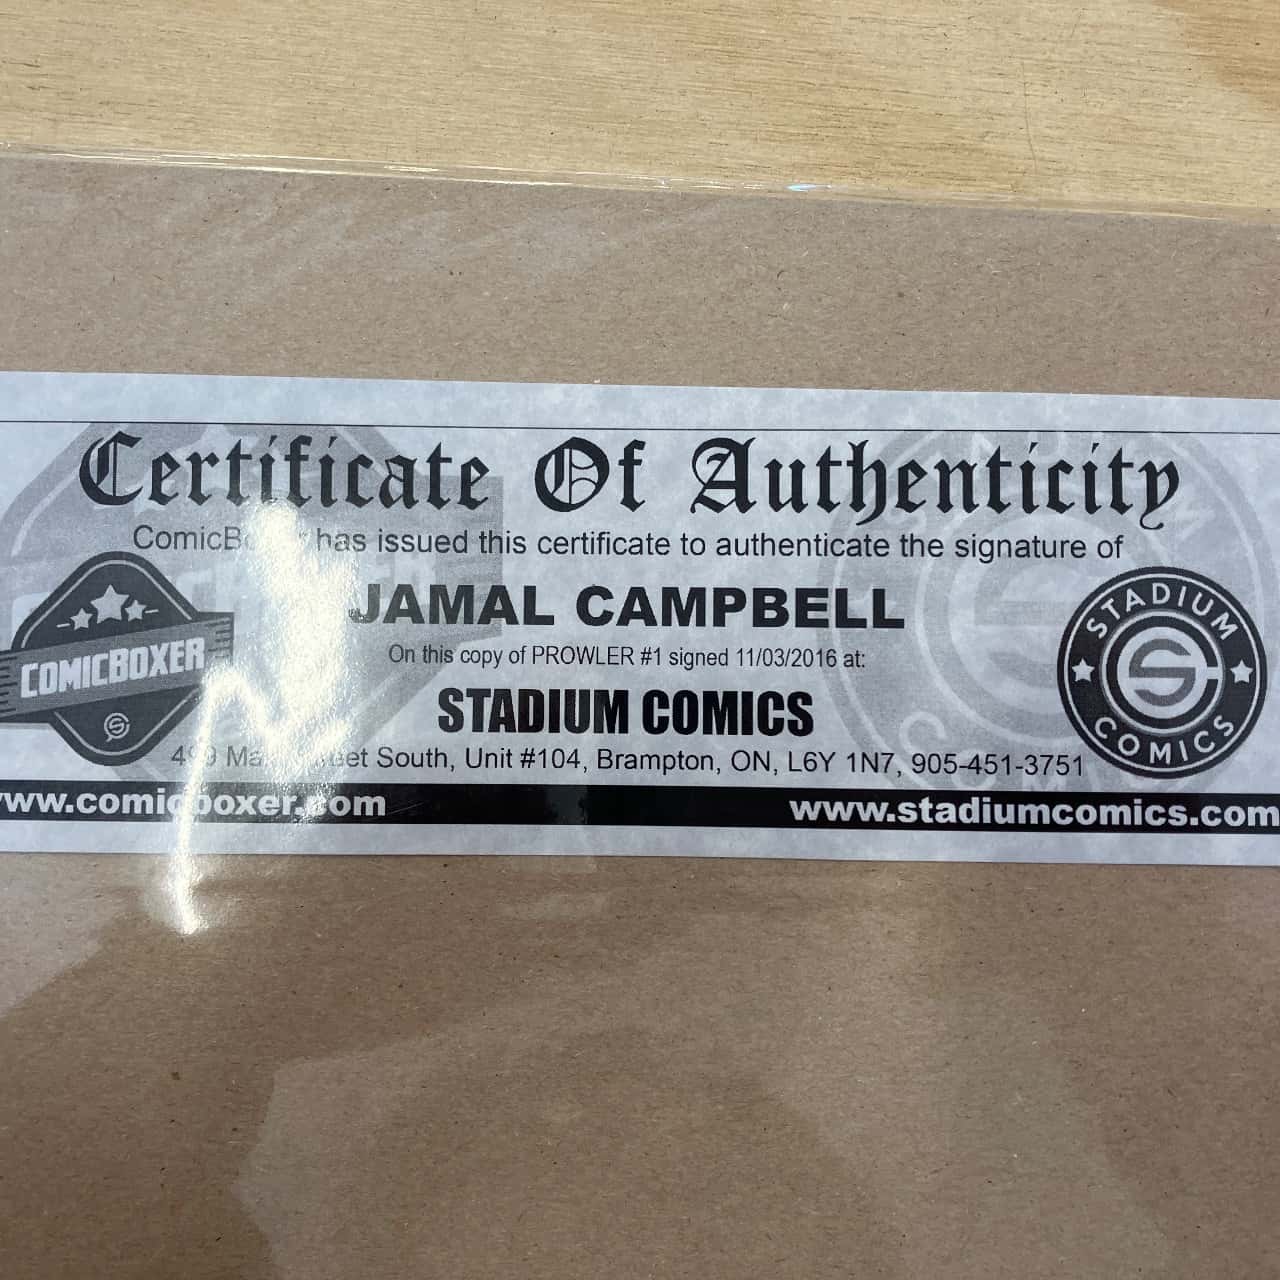 Certificate Of Authenticity
has issued this certificate to authenticate the signature of
JAMAL CAMPBELL
On this copy of PROWLER #1 signed 11/03/2016 at:
STADIUM COMICS
South, Unit #104, Brampton, ON, L6Y 1N7, 905-451-3751
www.stadiumcomics.com
COMICBOXER
STADIUM
COMICS